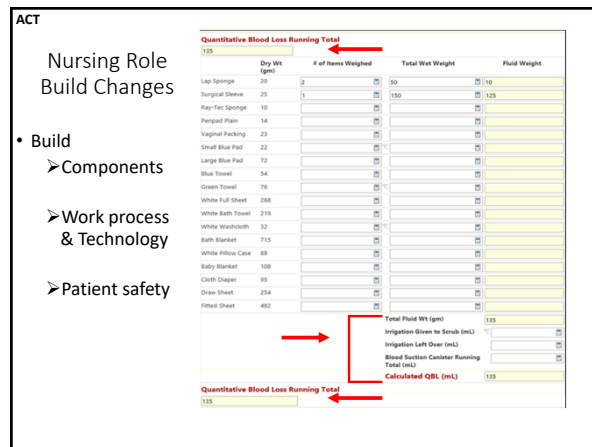 ACT
Nursing Role
Build Changes
• Build
➢Components
➢Work process
& Technology
➢Patient safety
Quantitative Blood Loss Running Total
135
Dry Wt (gm) # of Items Weighed Total Wet Weight Fluid Weight
Lap Sponge 20 2 50 10
Surgical Sleeve 25 1 150 125
Ray-Tec Sponge 10
Peripad Plain 14
Vaginal Packing 23
Small Blue Pad 22
Large Blue Pad 72
Blue Towel 54
Green Towel 76
White Full Sheet 268
White Bath Towel 219
White Washcloth 32
Bath Blanket 715
White Pillow Case 89
Baby Blanket 108
Cloth Diaper 95
Draw Sheet 254
Fitted Sheet 462
Total Fluid Wt (gm) 135
Irrigation Given to Scrub (mL)
Irrigation Left Over (mL)
Blood Suction Canister Running
Total (mL)
Calculated QBL (mL) 135
Quantitative Blood Loss Running Total
135